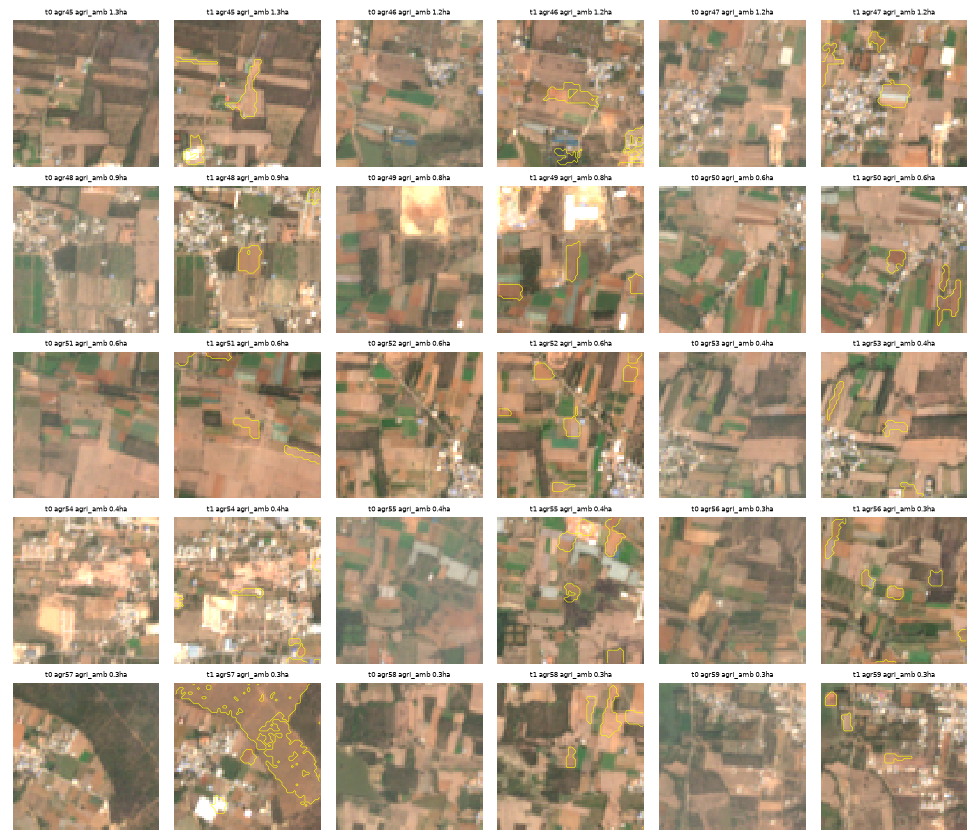 t0 agr45 agri_amb 1.3ha
t1 agr45 agri_amb 1.3ha
t0 agr46 agri_amb 1.2ha
t1 agr46 agri_amb 1.2ha
t0 agr47 agri_amb 1.2ha
t1 agr47 agri_amb 1.2ha
t0 agr48 agri_amb 0.9ha
t1 agr48 agri_amb 0.9ha
t0 agr49 agri_amb 0.8ha
t1 agr49 agri_amb 0.8ha
t0 agr50 agri_amb 0.6ha
t1 agr50 agri_amb 0.6ha
t0 agr51 agri_amb 0.6ha
t1 agr51 agri_amb 0.6ha
t0 agr52 agri_amb 0.6ha
t1 agr52 agri_amb 0.6ha
t0 agr53 agri_amb 0.4ha
t1 agr53 agri_amb 0.4ha
t0 agr54 agri_amb 0.4ha
t1 agr54 agri_amb 0.4ha
t0 agr55 agri_amb 0.4ha
t1 agr55 agri_amb 0.4ha
t0 agr56 agri_amb 0.3ha
t1 agr56 agri_amb 0.3ha
t0 agr57 agri_amb 0.3ha
t1 agr57 agri_amb 0.3ha
t0 agr58 agri_amb 0.3ha
t1 agr58 agri_amb 0.3ha
t0 agr59 agri_amb 0.3ha
t1 agr59 agri_amb 0.3ha